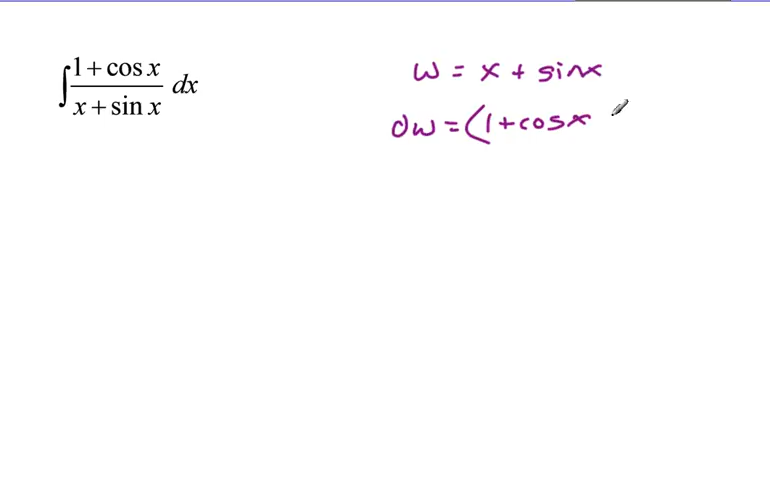 ∫ (1 + cos x)/(x + sin x) dx
w = x + sinx
dw = (1 + cosx